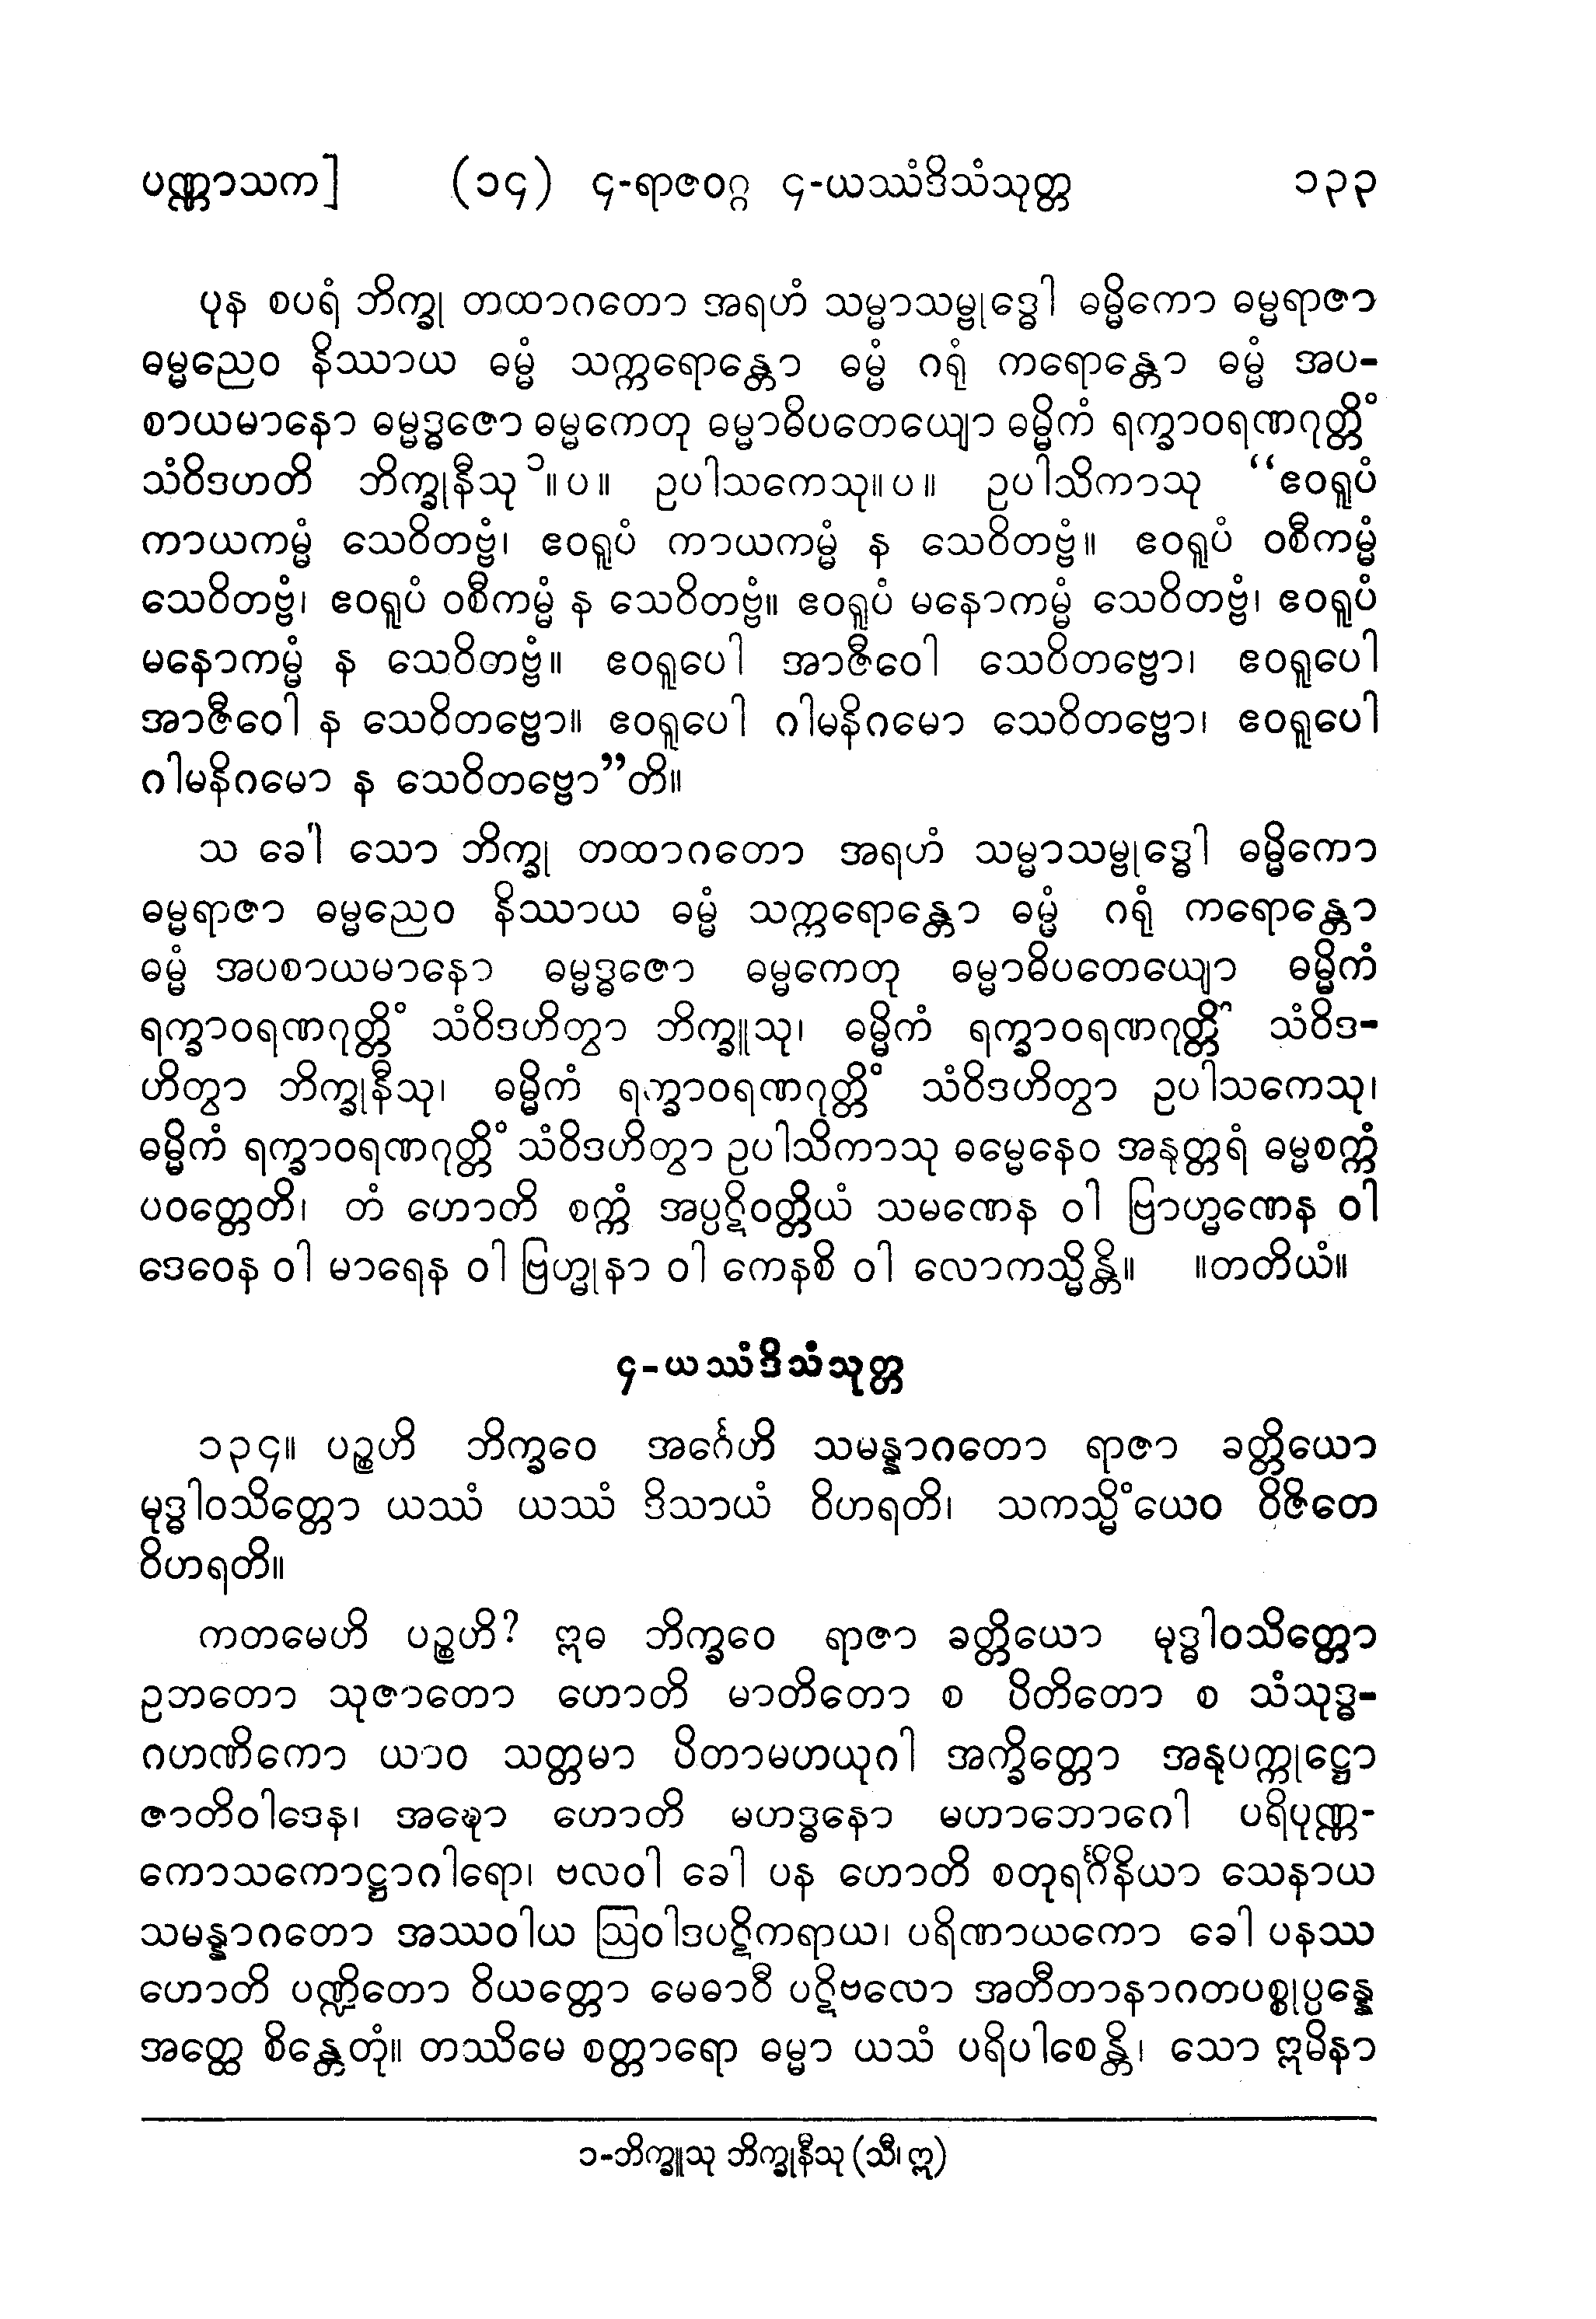 ပဏ္ဏာသက] (၁၄) ၄-ရာဇဝဂ္ဂ ၄-ယဿံဒိသံသုတ္တ ၁၃၃
ပုန စပရံ ဘိက္ခု တထာဂတော အရဟံ သမ္မာသမ္ဗုဒ္ဓေါ ဓမ္မိကော ဓမ္မရာဇာ
ဓမ္မညေဝ နိဿာယ ဓမ္မံ သက္ကရောန္တော ဓမ္မံ ဂရုံ ကရောန္တော ဓမ္မံ အပ-
စာယမာနော ဓမ္မဒ္ဓဇော ဓမ္မကေတု ဓမ္မာဓိပတေယျော ဓမ္မိကံ ရက္ခာဝရဏဂုတ္တိံ
သံဝိဒဟတိ ဘိက္ခုနီသု ၁။ပ။ ဥပါသကေသု။ပ။ ဥပါသိကာသု “ဧဝရူပံ
ကာယကမ္မံ သေဝိတဗ္ဗံ၊ ဧဝရူပံ ကာယကမ္မံ န သေဝိတဗ္ဗံ။ ဧဝရူပံ ဝစီကမ္မံ
သေဝိတဗ္ဗံ၊ ဧဝရူပံ ဝစီကမ္မံ န သေဝိတဗ္ဗံ။ ဧဝရူပံ မနောကမ္မံ သေဝိတဗ္ဗံ၊ ဧဝရူပံ
မနောကမ္မံ န သေဝိတဗ္ဗံ။ ဧဝရူပေါ အာဇီဝေါ သေဝိတဗ္ဗော၊ ဧဝရူပေါ
အာဇီဝေါ န သေဝိတဗ္ဗော။ ဧဝရူပေါ ဂါမနိဂမော သေဝိတဗ္ဗော၊ ဧဝရူပေါ
ဂါမနိဂမော န သေဝိတဗ္ဗော”တိ။
သ ခေါ သော ဘိက္ခု တထာဂတော အရဟံ သမ္မာသမ္ဗုဒ္ဓေါ ဓမ္မိကော
ဓမ္မရာဇာ ဓမ္မညေဝ နိဿာယ ဓမ္မံ သက္ကရောန္တော ဓမ္မံ ဂရုံ ကရောန္တော
ဓမ္မံ အပစာယမာနော ဓမ္မဒ္ဓဇော ဓမ္မကေတု ဓမ္မာဓိပတေယျော ဓမ္မိကံ
ရက္ခာဝရဏဂုတ္တိံ သံဝိဒဟိတွာ ဘိက္ခူသု၊ ဓမ္မိကံ ရက္ခာဝရဏဂုတ္တိံ သံဝိဒ-
ဟိတွာ ဘိက္ခုနီသု၊ ဓမ္မိကံ ရက္ခာဝရဏဂုတ္တိံ သံဝိဒဟိတွာ ဥပါသကေသု၊
ဓမ္မိကံ ရက္ခာဝရဏဂုတ္တိံ သံဝိဒဟိတွာ ဥပါသိကာသု ဓမ္မေနေဝ အနုတ္တရံ ဓမ္မစက္ကံ
ပဝတ္တေတိ၊ တံ ဟောတိ စက္ကံ အပ္ပဋိဝတ္တိယံ သမဏေန ဝါ ဗြာဟ္မဏေန ဝါ
ဒေဝေန ဝါ မာရေန ဝါ ဗြဟ္မုနာ ဝါ ကေနစိ ဝါ လောကသ္မိန္တိ။ ။တတိယံ။
၄-ယဿံဒိသံသုတ္တ
၁၃၄။ ပဉ္စဟိ ဘိက္ခဝေ အင်္ဂေဟိ သမန္နာဂတော ရာဇာ ခတ္တိယော
မုဒ္ဓါဝသိတ္တော ယဿံ ယဿံ ဒိသာယံ ဝိဟရတိ၊ သကသ္မိံယေဝ ဝိဇိတေ
ဝိဟရတိ။
ကတမေဟိ ပဉ္စဟိ? ဣဓ ဘိက္ခဝေ ရာဇာ ခတ္တိယော မုဒ္ဓါဝသိတ္တော
ဥဘတော သုဇာတော ဟောတိ မာတိတော စ ပိတိတော စ သံသုဒ္ဓ-
ဂဟဏိကော ယာဝ သတ္တမာ ပိတာမဟယုဂါ အက္ခိတ္တော အနုပက္ကုဋ္ဌော
ဇာတိဝါဒေန၊ အဍ္ဎော ဟောတိ မဟဒ္ဓနော မဟာဘောဂေါ ပရိပုဏ္ဏ-
ကောသကောဋ္ဌာဂါရော၊ ဗလဝါ ခေါ ပန ဟောတိ စတုရင်္ဂိနိယာ သေနာယ
သမန္နာဂတော အဿဝါယ ဩဝါဒပဋိကရာယ၊ ပရိဏာယကော ခေါ ပနဿ
ဟောတိ ပဏ္ဍိတော ဝိယတ္တော မေဓာဝီ ပဋိဗလော အတီတာနာဂတပစ္စုပ္ပန္နေ
အတ္ထေ စိန္တေတုံ။ တဿိမေ စတ္တာရော ဓမ္မာ ယသံ ပရိပါစေန္တိ၊ သော ဣမိနာ
၁-ဘိက္ခူသု ဘိက္ခုနီသု (သီ၊ ဣ)